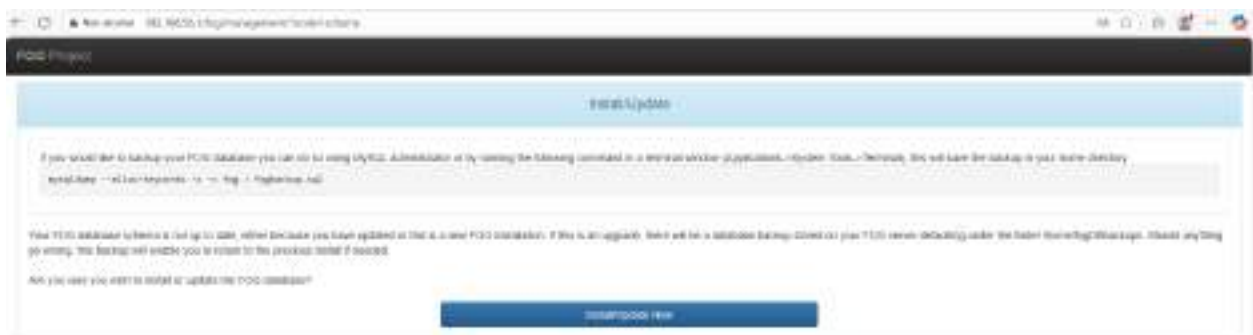 Not secure
FOG Project
Install/Update
If you would like to backup your FOG database you can do so using MySQL Administrator or by running the following command in a terminal window (Applications->System Tools->Terminal), this will save the backup in your home directory
mysqldump --allow-keywords -x -v fog > fogbackup.sql
Your FOG database schema is not up to date, either because you have updated or this is a new FOG installation. If this is an upgrade, there will be a database backup stored on your FOG server defaulting under the folder Should anything
go wrong, this backup will enable you to return to the previous install if needed.
Are you sure you wish to install or update the FOG database?
Install/Update Now